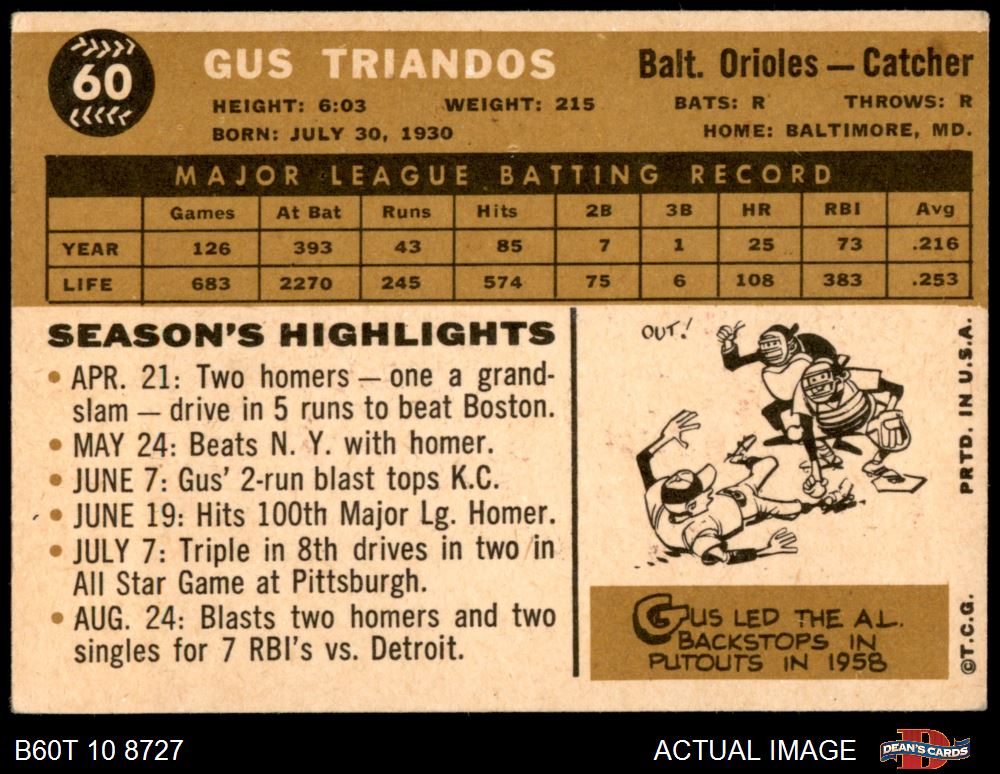 60
GUS TRIANDOS
Balt. Orioles — Catcher
HEIGHT: 6:03 WEIGHT: 215 BATS: R THROWS: R
BORN: JULY 30, 1930 HOME: BALTIMORE, MD.
MAJOR LEAGUE BATTING RECORD
Games At Bat Runs Hits 2B 3B HR RBI Avg
YEAR 126 393 43 85 7 1 25 73 .216
LIFE 683 2270 245 574 75 6 108 383 .253
SEASON'S HIGHLIGHTS
• APR. 21: Two homers — one a grand-
slam — drive in 5 runs to beat Boston.
• MAY 24: Beats N. Y. with homer.
• JUNE 7: Gus' 2-run blast tops K.C.
• JUNE 19: Hits 100th Major Lg. Homer.
• JULY 7: Triple in 8th drives in two in
All Star Game at Pittsburgh.
• AUG. 24: Blasts two homers and two
singles for 7 RBI's vs. Detroit.
OUT!
GUS LED THE A.L.
BACKSTOPS IN
PUTOUTS IN 1958
PRTD. IN U.S.A.
©T.C.G.
B60T 10 8727
ACTUAL IMAGE
D
DEAN'S CARDS